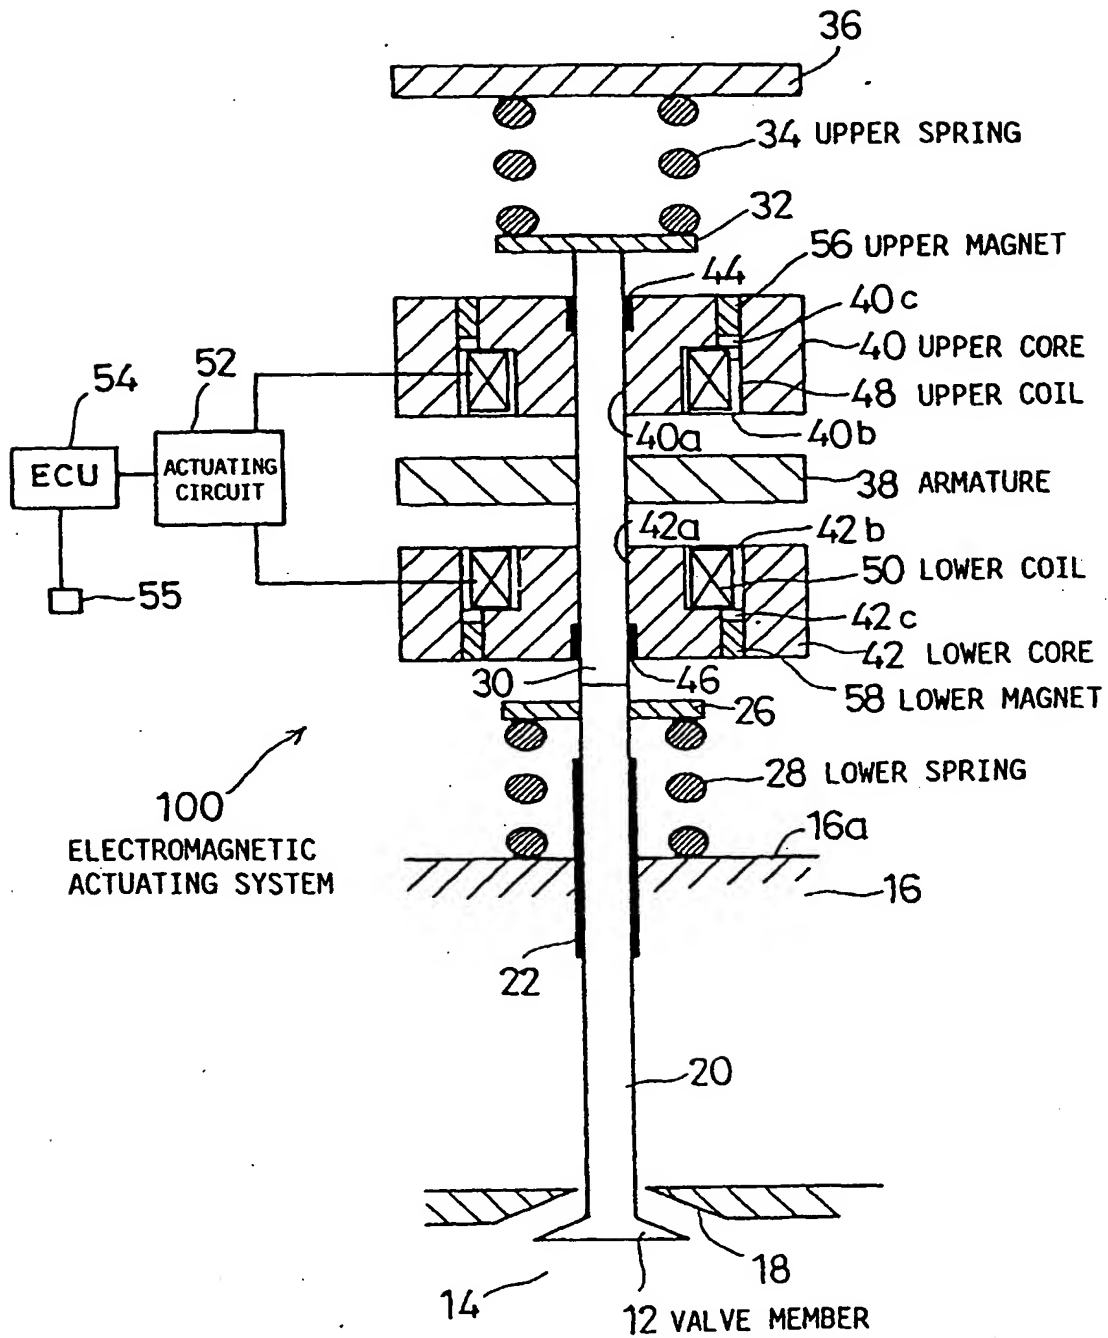 36
34 UPPER SPRING
32
56 UPPER MAGNET
44
40c
40 UPPER CORE
54
52
48 UPPER COIL
40a
40b
ECU
ACTUATING
CIRCUIT
38 ARMATURE
42a
42b
50 LOWER COIL
55
42c
42 LOWER CORE
30
46
58 LOWER MAGNET
26
28 LOWER SPRING
100
ELECTROMAGNETIC
ACTUATING SYSTEM
16a
16
22
20
18
14
12 VALVE MEMBER